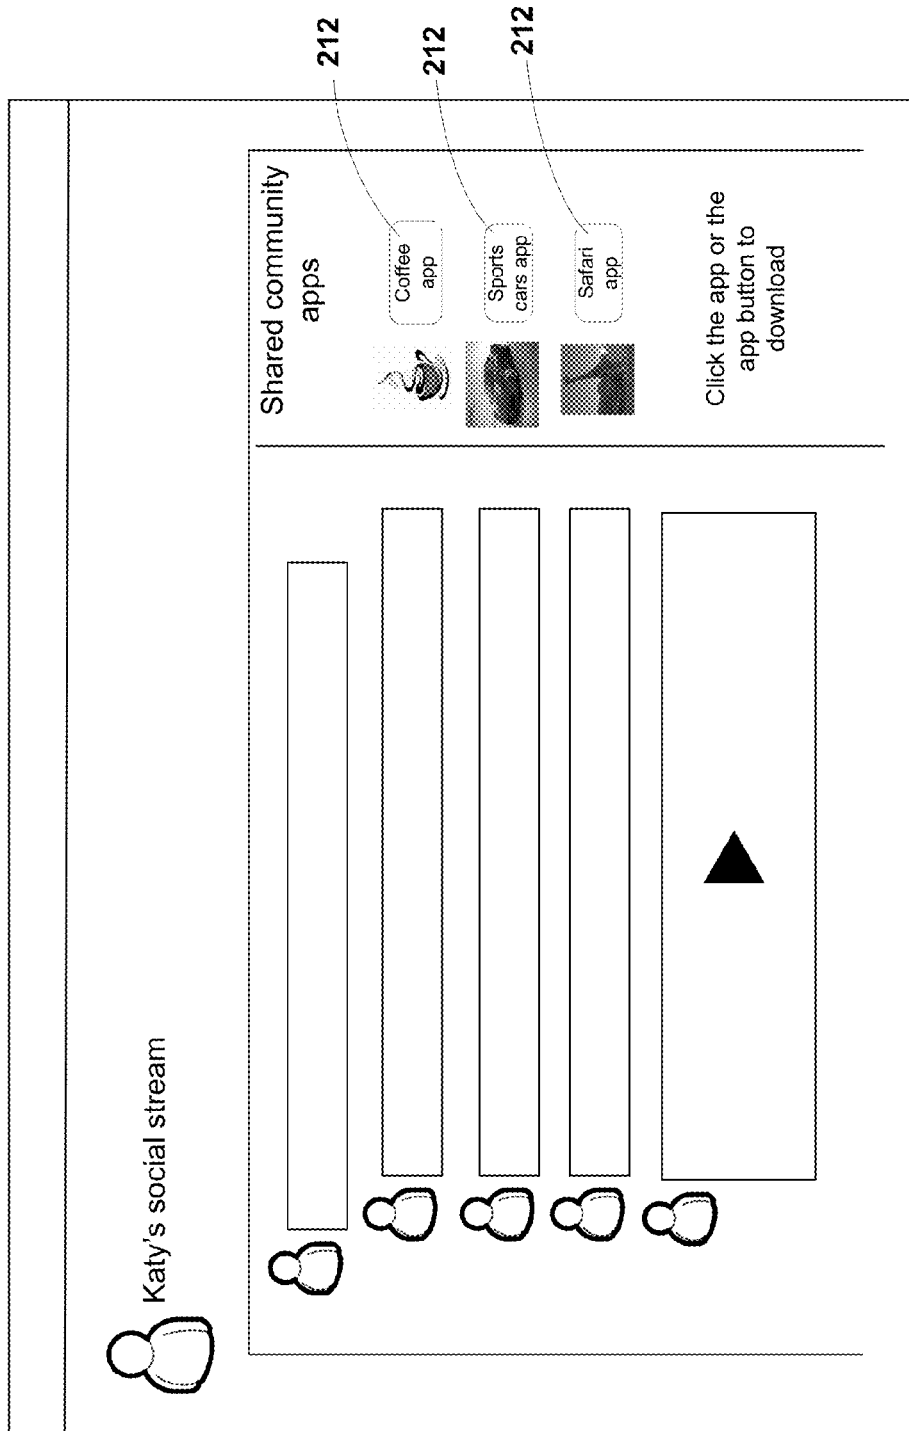 Katy's social stream
Shared community
apps
Coffee
app
212
Sports
cars app
212
Safari
app
212
Click the app or the
app button to
download